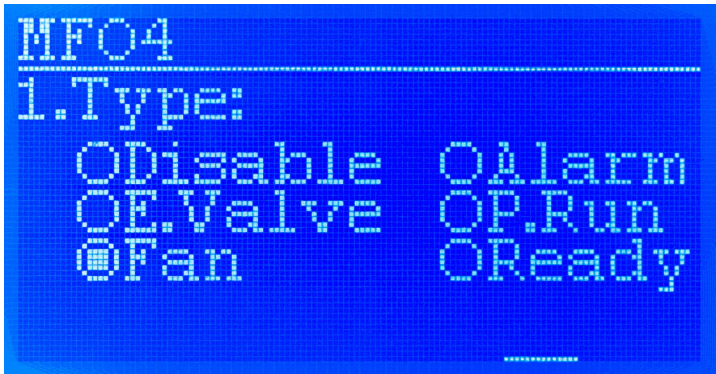 MFO4
1.Type:
Disable Alarm
E.Valve P.Run
Fan Ready